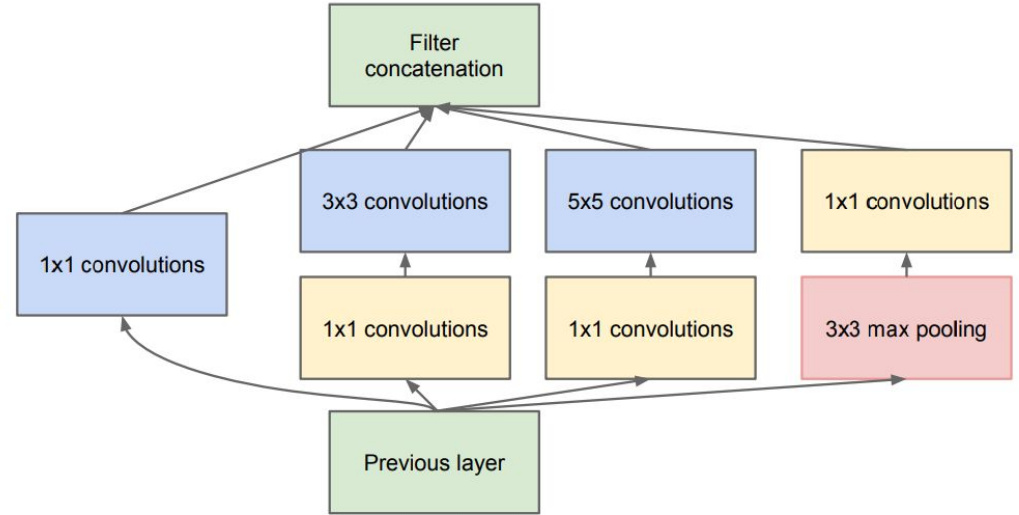 Filter
concatenation
3x3 convolutions
5x5 convolutions
1x1 convolutions
1x1 convolutions
1x1 convolutions
1x1 convolutions
3x3 max pooling
Previous layer